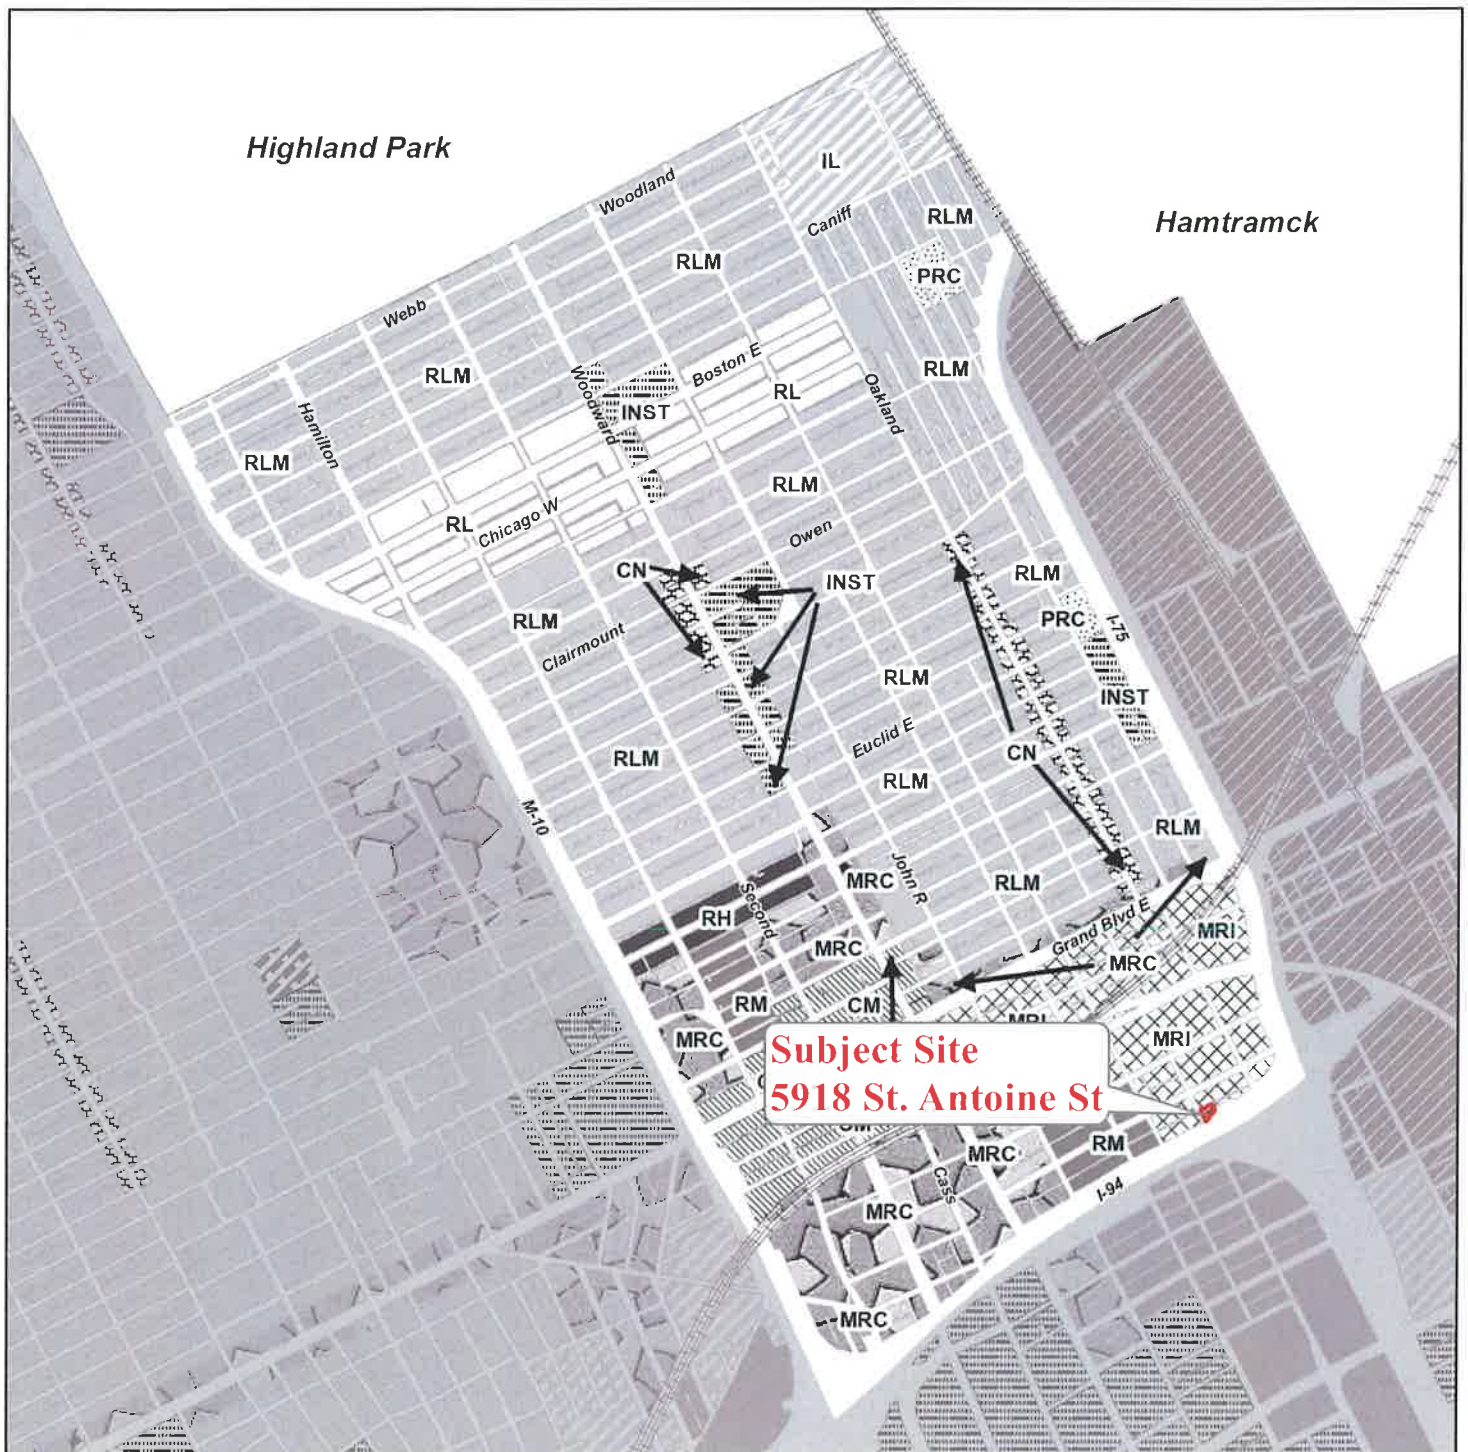 Highland Park
Woodland
IL
Caniff
RLM
Hamtramck
RLM
PRC
Webb
RLM
Boston E
RL
RLM
Woodward
INST
Oakland
Hamilton
RLM
RLM
RL
Chicago W
Owen
CN
INST
RLM
RLM
Clairmount
PRC
I-75
RLM
INST
Euclid E
CN
RLM
RLM
M-10
RLM
John R
MRC
RLM
Second
RH
Grand Blvd E
MRI
MRC
MRC
RM
CM
MRI
MRC
MRI
Subject Site
5918 St. Antoine St
CM
RM
MRC
Cass
I-94
MRC
MRC